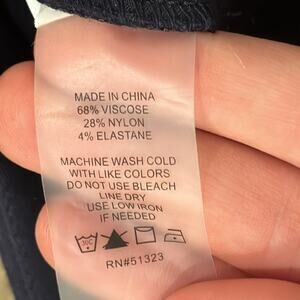 MADE IN CHINA
68% VISCOSE
28% NYLON
4% ELASTANE
MACHINE WASH COLD
WITH LIKE COLORS
DO NOT USE BLEACH
LINE DRY
USE LOW IRON
IF NEEDED
30C
RN#51323